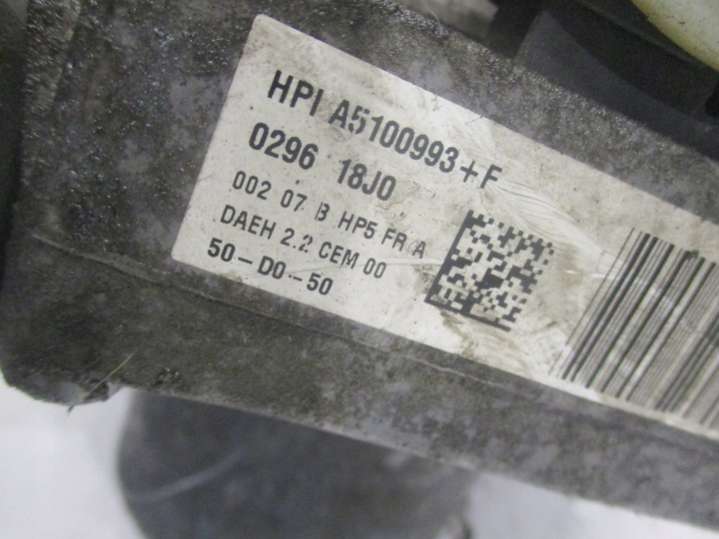 HPI A5100993+F
0296 18J0
002 07 B HP5 FR A
DAEH 2.2 CEM 00
50-D0-50